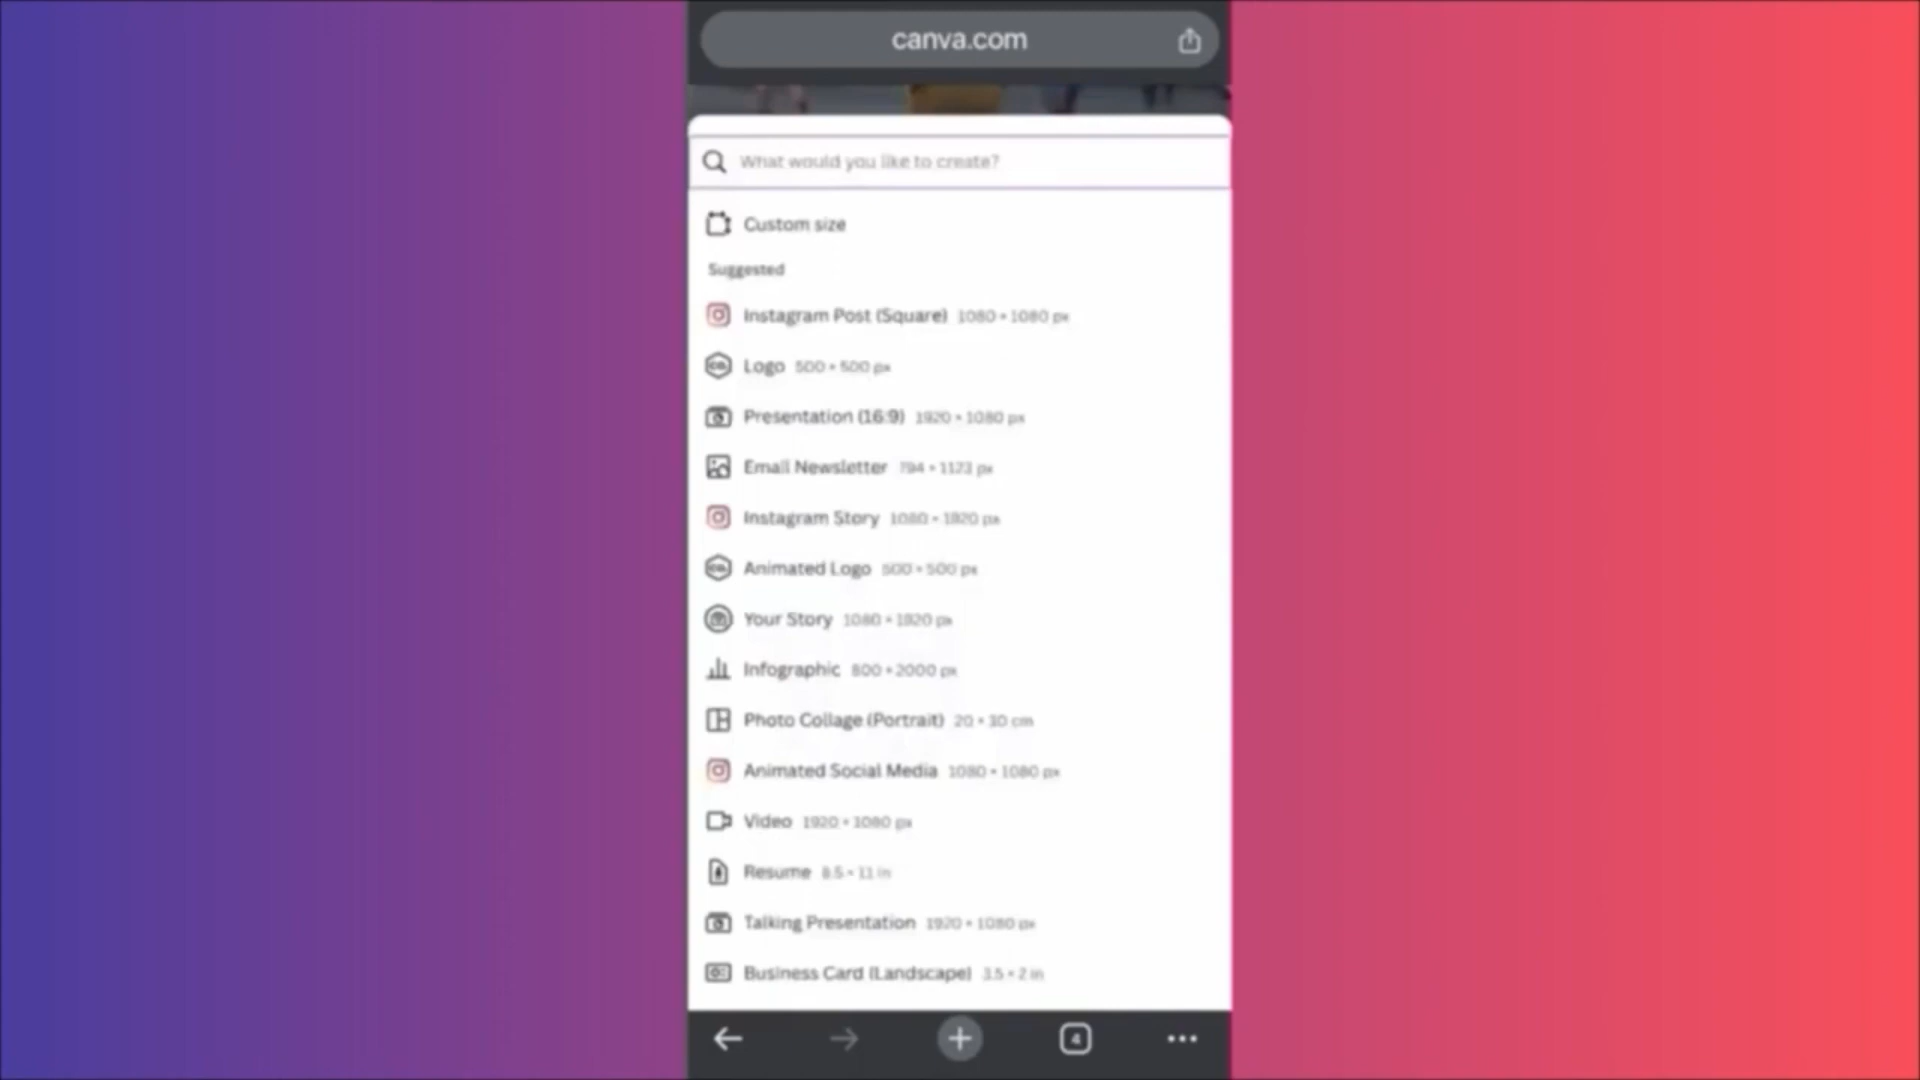 canva.com
What would you like to create?
Custom size
Suggested
Instagram Post (Square) 1080 × 1080 px
Logo 500 × 500 px
Presentation (16:9) 1920 × 1080 px
Email Newsletter 794 × 1123 px
Instagram Story 1080 × 1920 px
Animated Logo 500 × 500 px
Your Story 1080 × 1920 px
Infographic 800 × 2000 px
Photo Collage (Portrait) 20 × 30 cm
Animated Social Media 1080 × 1080 px
Video 1920 × 1080 px
Resume 8.5 × 11 in
Talking Presentation 1920 × 1080 px
Business Card (Landscape) 3.5 × 2 in
4